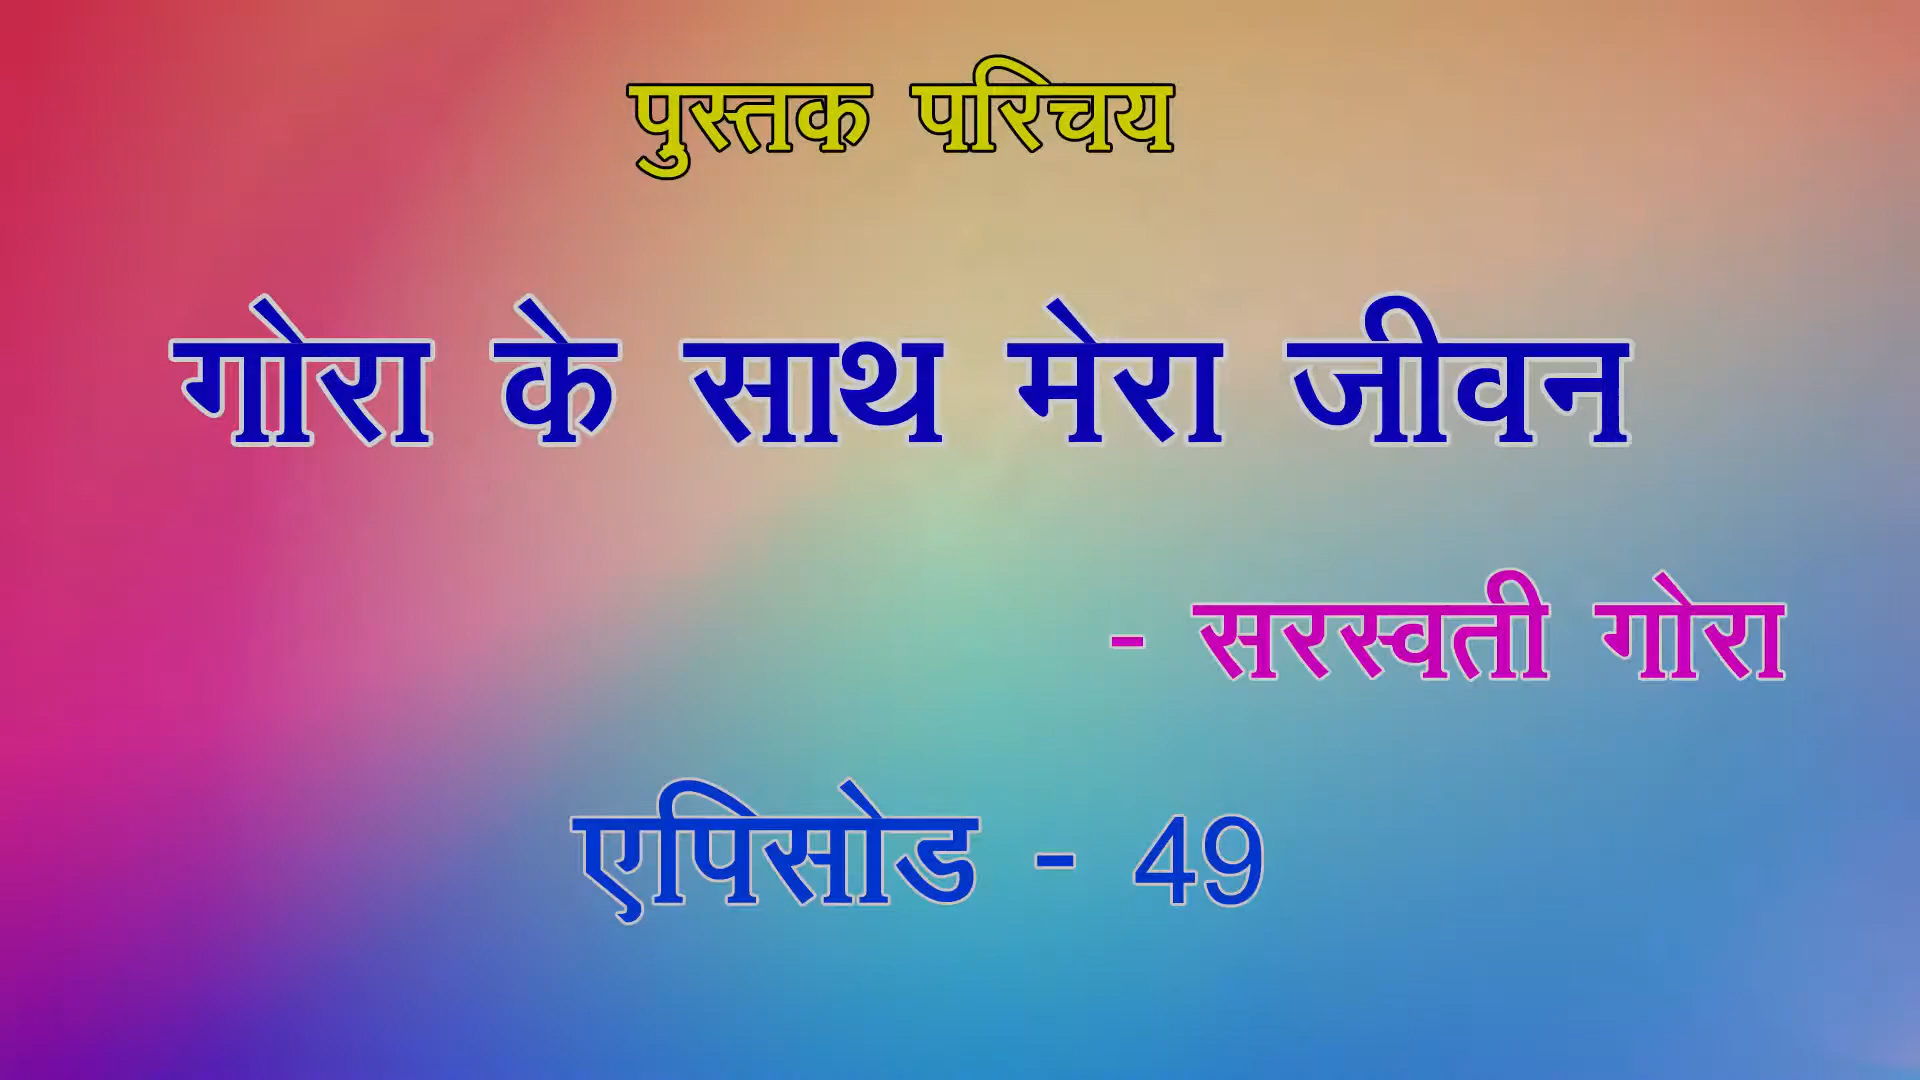 पुस्तक परिचय
गोरा के साथ मेरा जीवन
- सरस्वती गोरा
एपिसोड - 49